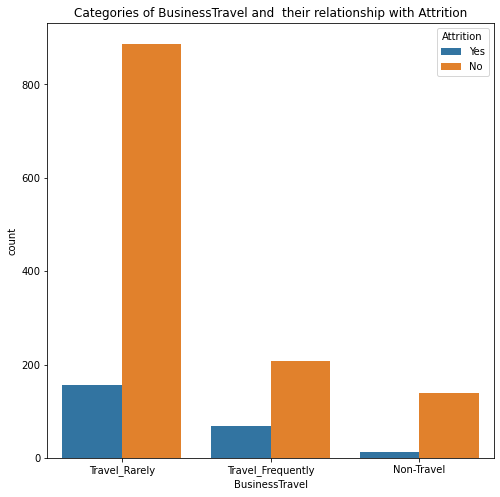 Categories of BusinessTravel and  their relationship with Attrition
Attrition
Yes
No
count
800
600
400
200
0
Travel_Rarely
Travel_Frequently
Non-Travel
BusinessTravel